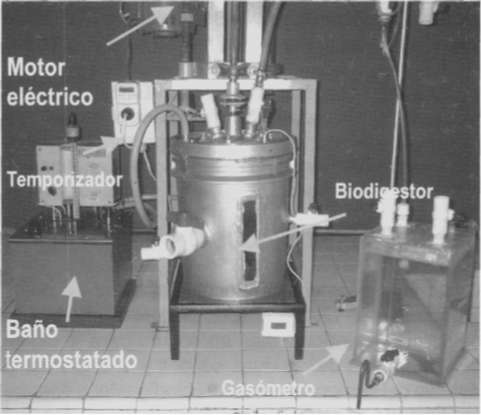 Motor
eléctrico
Temporizador
Biodigestor
Baño
termostatado
Gasómetro